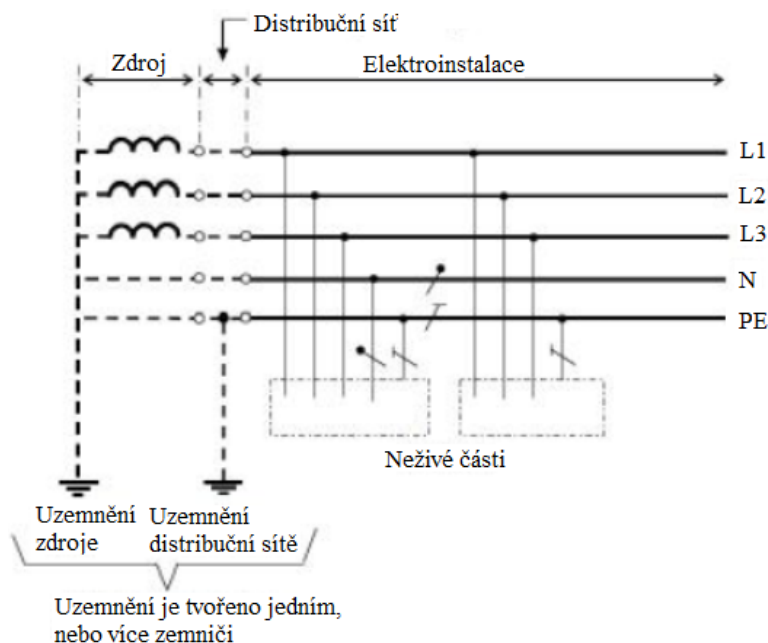 Distribuční síť
Zdroj
Elektroinstalace
L1
L2
L3
N
PE
Neživé části
Uzemnění
zdroje
Uzemnění
distribuční sítě
Uzemnění je tvořeno jedním,
nebo více zemniči